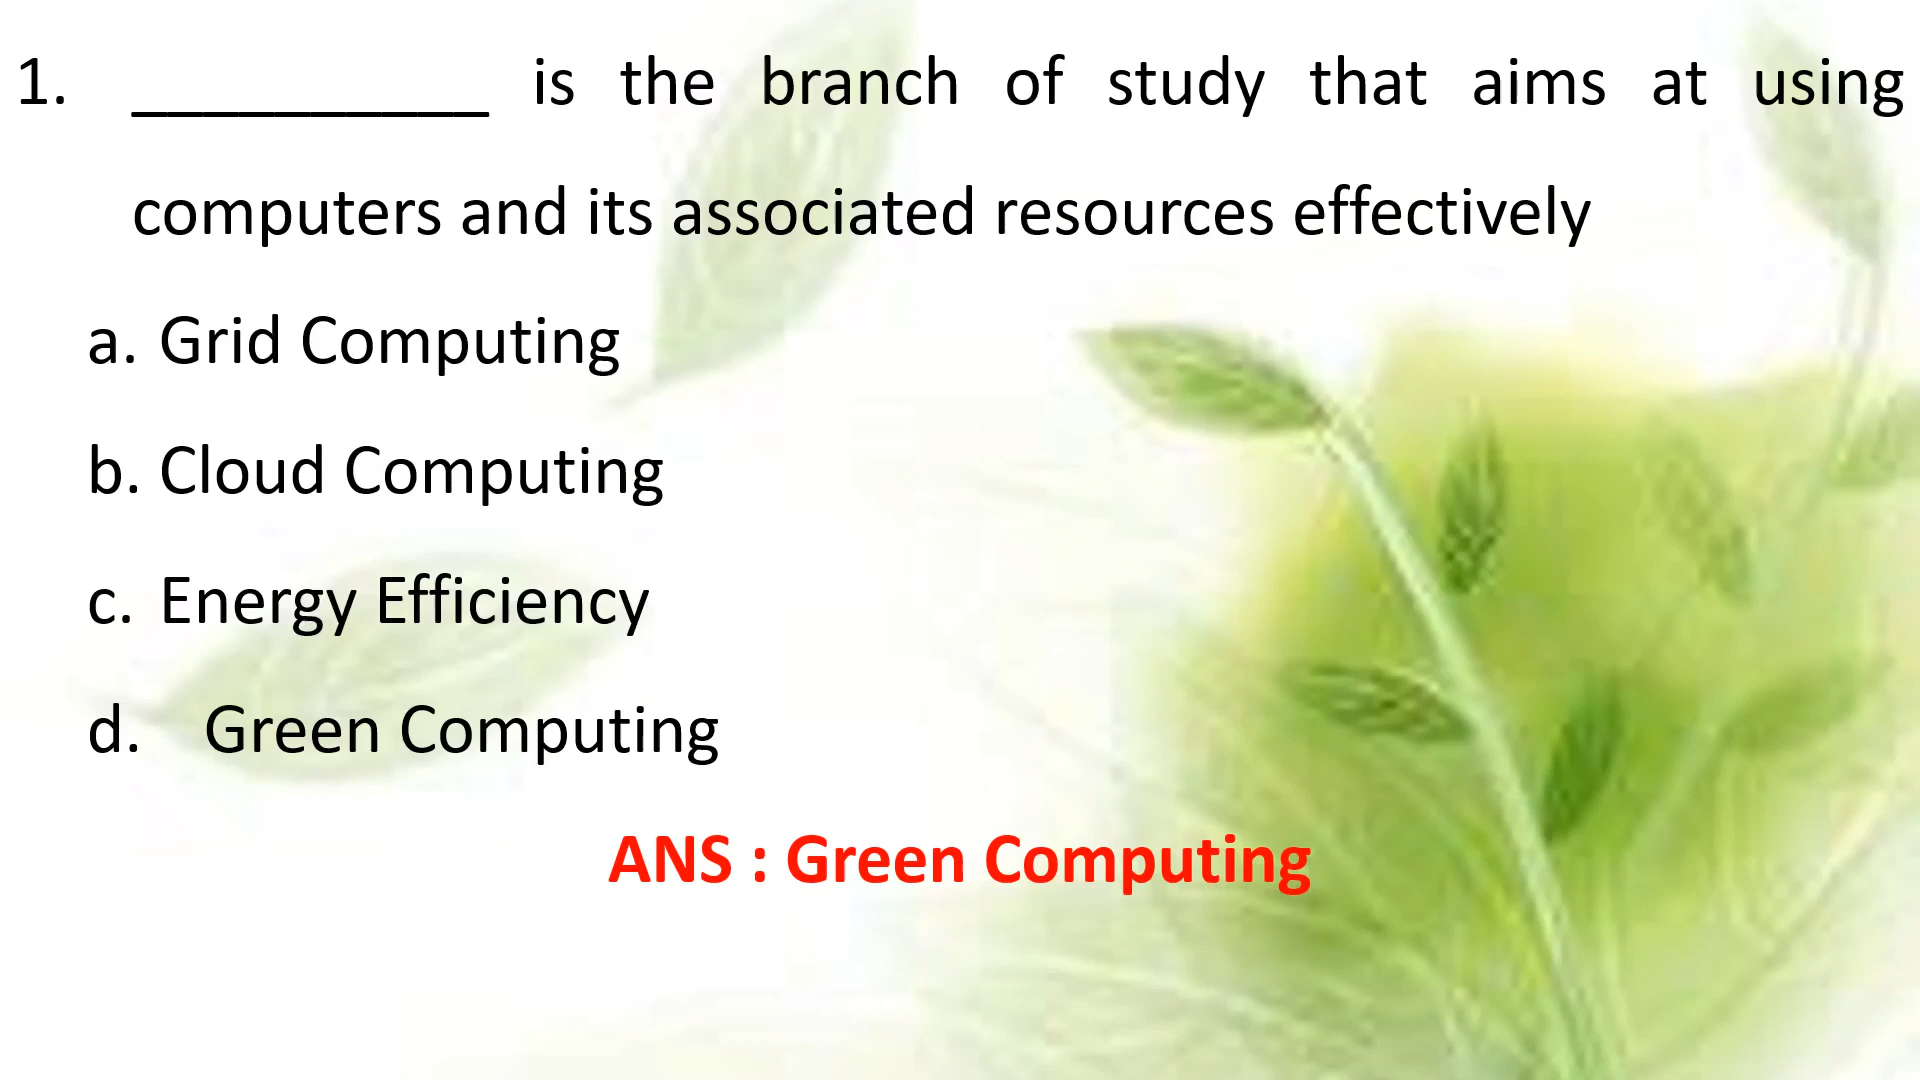 1. __________ is the branch of study that aims at using
computers and its associated resources effectively
a. Grid Computing
b. Cloud Computing
c. Energy Efficiency
d. Green Computing
ANS : Green Computing